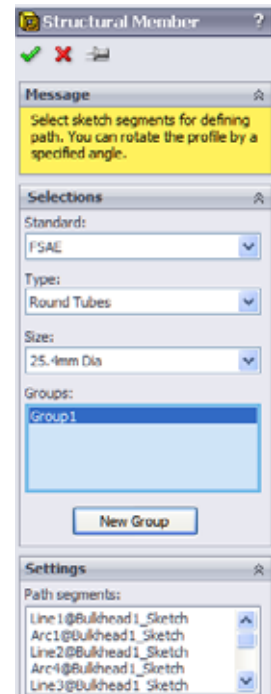 Structural Member ?
Message
Select sketch segments for defining
path. You can rotate the profile by a
specified angle.
Selections
Standard:
FSAE
Type:
Round Tubes
Size:
25.4mm Dia
Groups:
Group1
New Group
Settings
Path segments:
Line1@Bulkhead1_Sketch
Arc1@Bulkhead1_Sketch
Line2@Bulkhead1_Sketch
Arc4@Bulkhead1_Sketch
Line3@Bulkhead1_Sketch